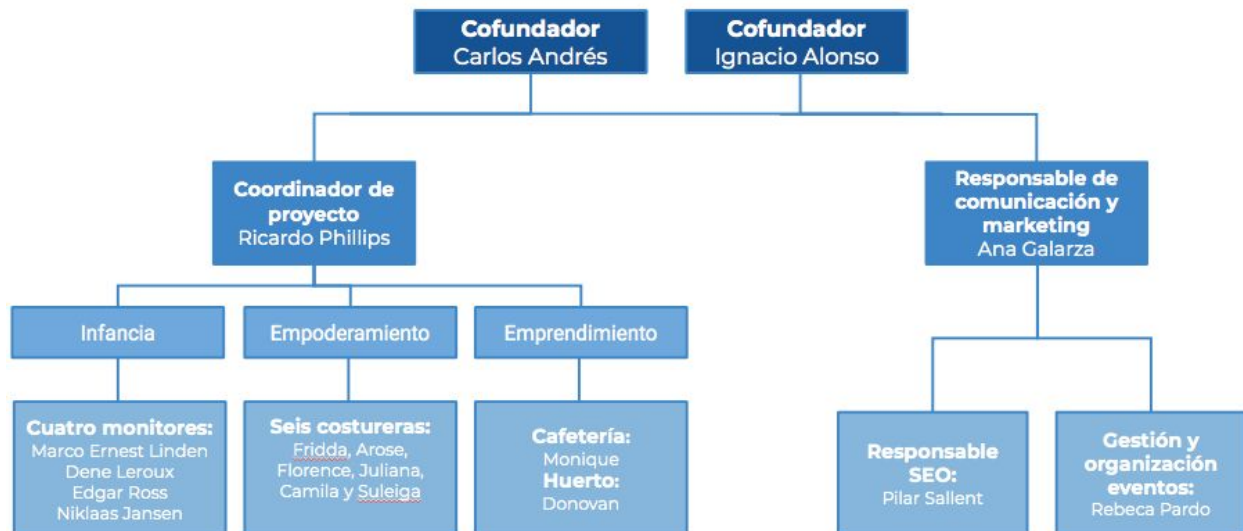 Cofundador
Carlos Andrés
Cofundador
Ignacio Alonso
Coordinador de
proyecto
Ricardo Phillips
Responsable de
comunicación y
marketing
Ana Galarza
Infancia
Empoderamiento
Emprendimiento
Cuatro monitores:
Marco Ernest Linden
Dene Leroux
Edgar Ross
Niklaas Jansen
Seis costureras:
Fridda, Arose,
Florence, Juliana,
Camila y Suleiga
Cafetería:
Monique
Huerto:
Donovan
Responsable
SEO:
Pilar Sallent
Gestión y
organización
eventos:
Rebeca Pardo